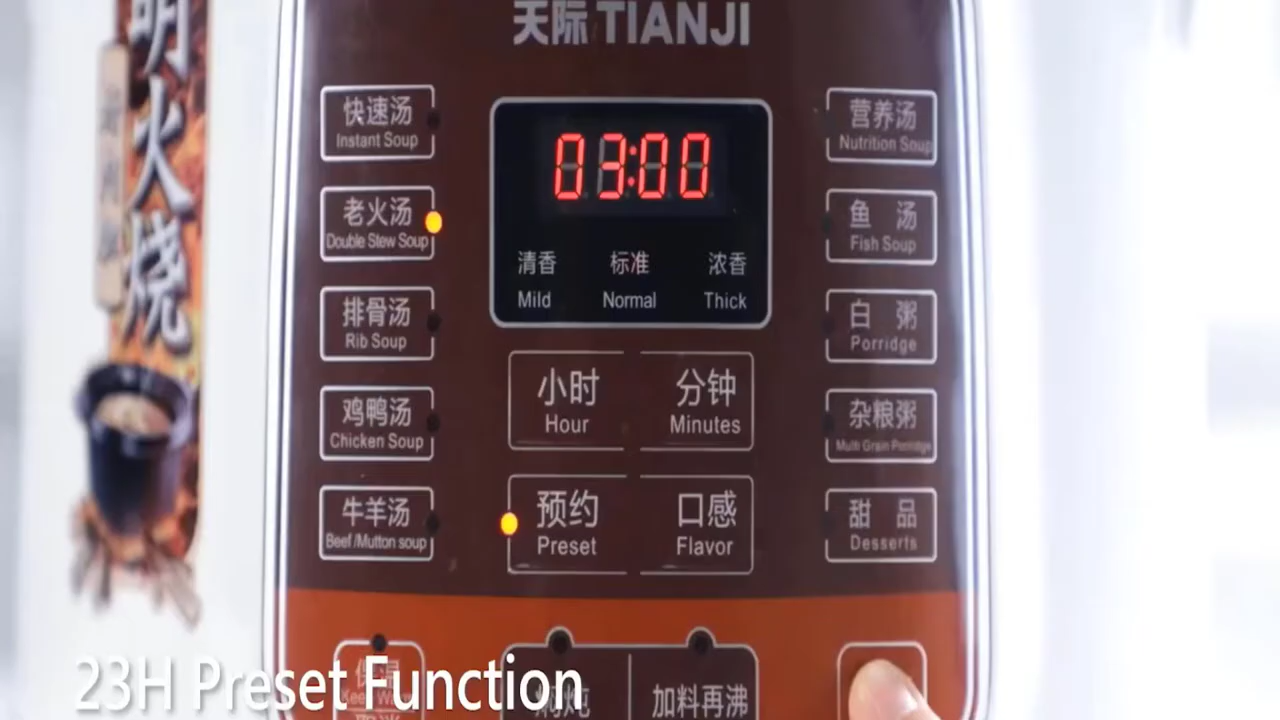 明火烧
天际 TIANJI
快速汤
Instant Soup
老火汤
Double Stew Soup
排骨汤
Rib Soup
鸡鸭汤
Chicken Soup
牛羊汤
Beef/Mutton soup
03:00
清香 标准 浓香
Mild Normal Thick
小时 分钟
Hour Minutes
预约 口感
Preset Flavor
营养汤
Nutrition Soup
鱼 汤
Fish Soup
白 粥
Porridge
杂粮粥
Multi Grain Porridge
甜 品
Desserts
保温
焖炖 加料再沸
23H Preset Function